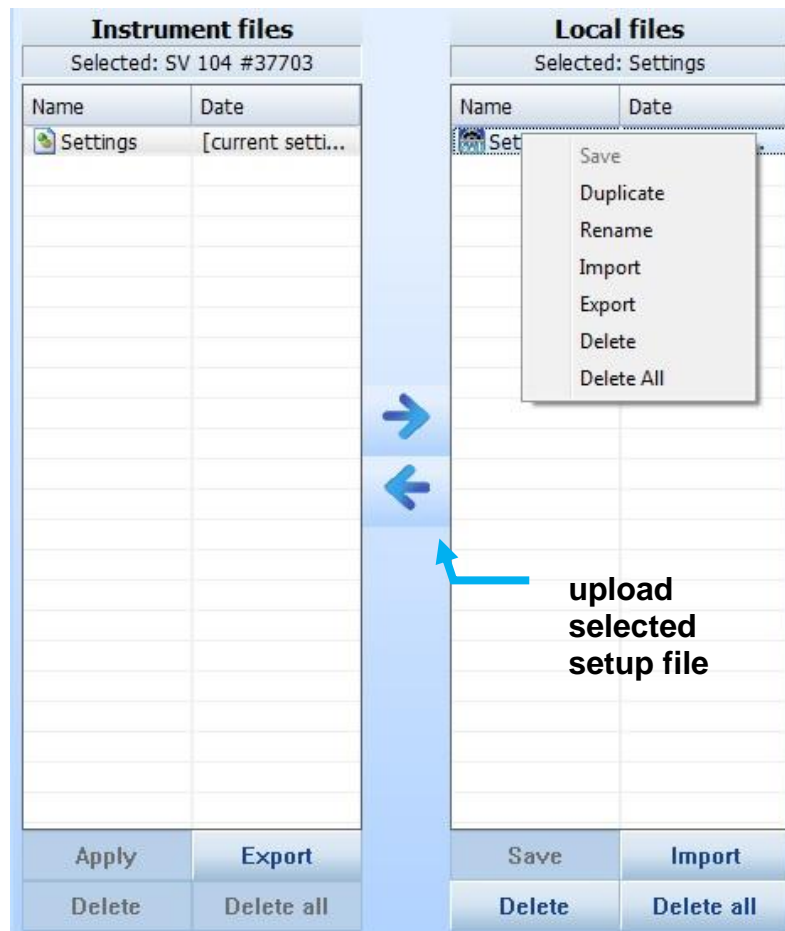 Instrument files
Selected: SV 104 #37703
Name Date
Settings [current setti...
Local files
Selected: Settings
Name Date
Set
Save
Duplicate
Rename
Import
Export
Delete
Delete All
upload
selected
setup file
Apply Export
Delete Delete all
Save Import
Delete Delete all